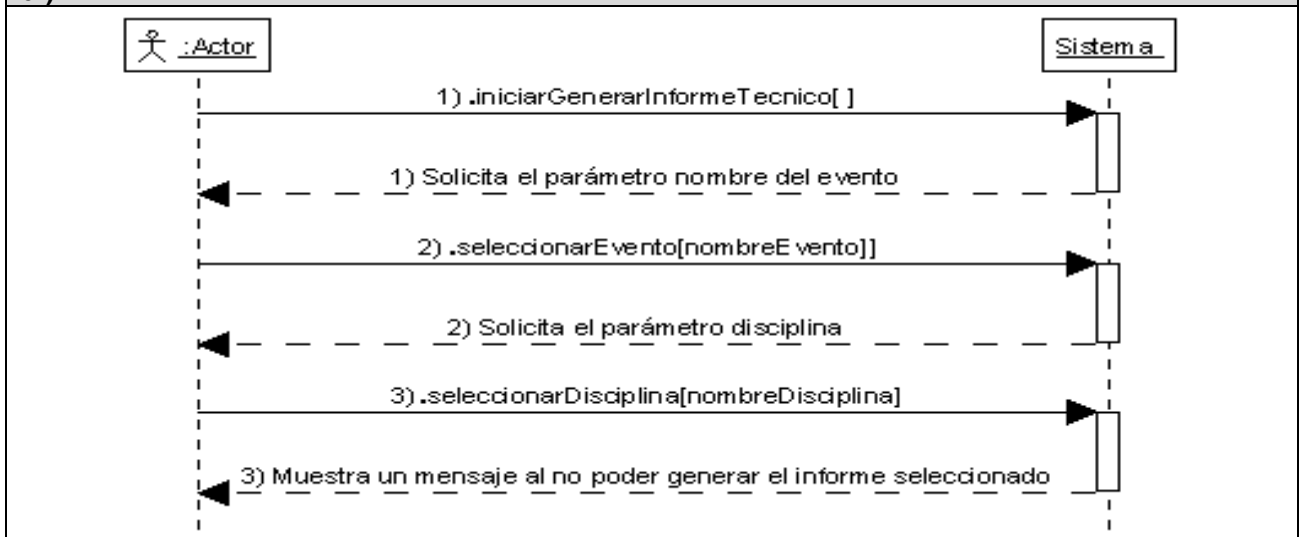 :Actor
Sistema
1) .iniciarGenerarInformeTecnico[ ]
1) Solicita el parámetro nombre del evento
2) .seleccionarEvento[nombreEvento]]
2) Solicita el parámetro disciplina
3) .seleccionarDisciplina[nombreDisciplina]
3) Muestra un mensaje al no poder generar el informe seleccionado